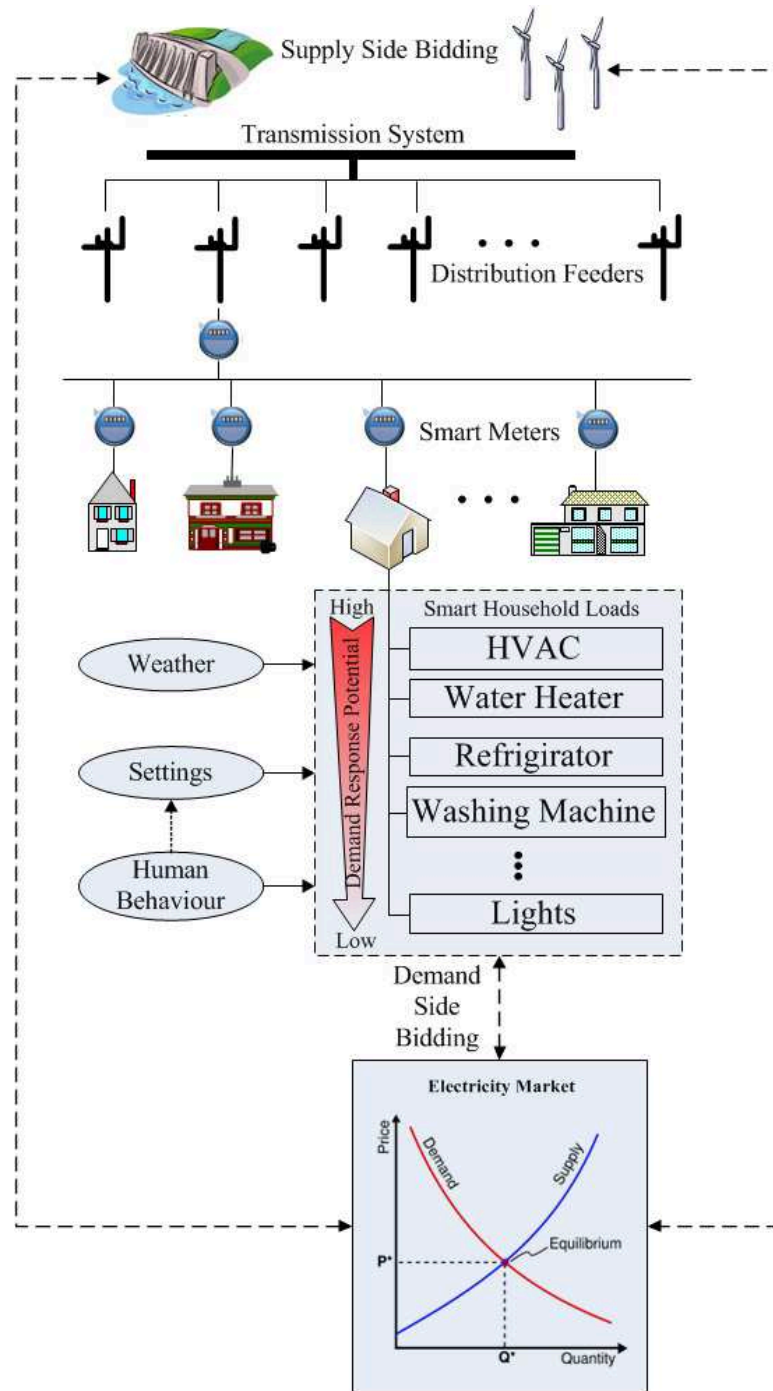 Supply Side Bidding
Transmission System
Distribution Feeders
Smart Meters
High
Smart Household Loads
Demand Response Potential
HVAC
Weather
Water Heater
Settings
Refrigirator
Washing Machine
Human
Behaviour
Lights
Low
Demand
Side
Bidding
Electricity Market
Price
Demand
Supply
Equilibrium
P*
Q*
Quantity